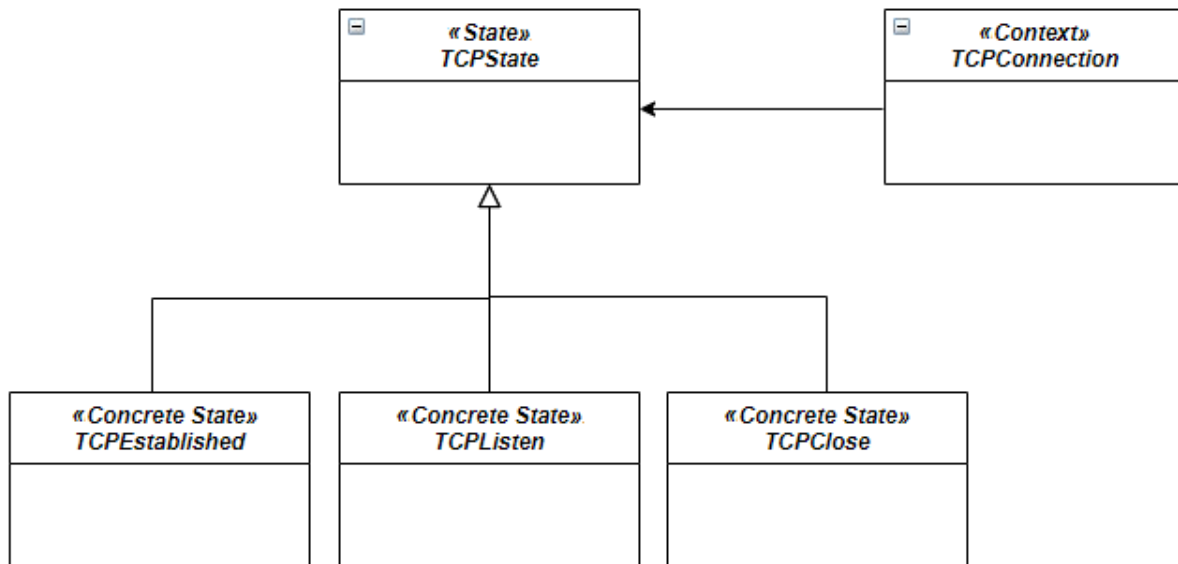 «State»
TCPState
«Context»
TCPConnection
«Concrete State»
TCPEstablished
«Concrete State»
TCPListen
«Concrete State»
TCPClose